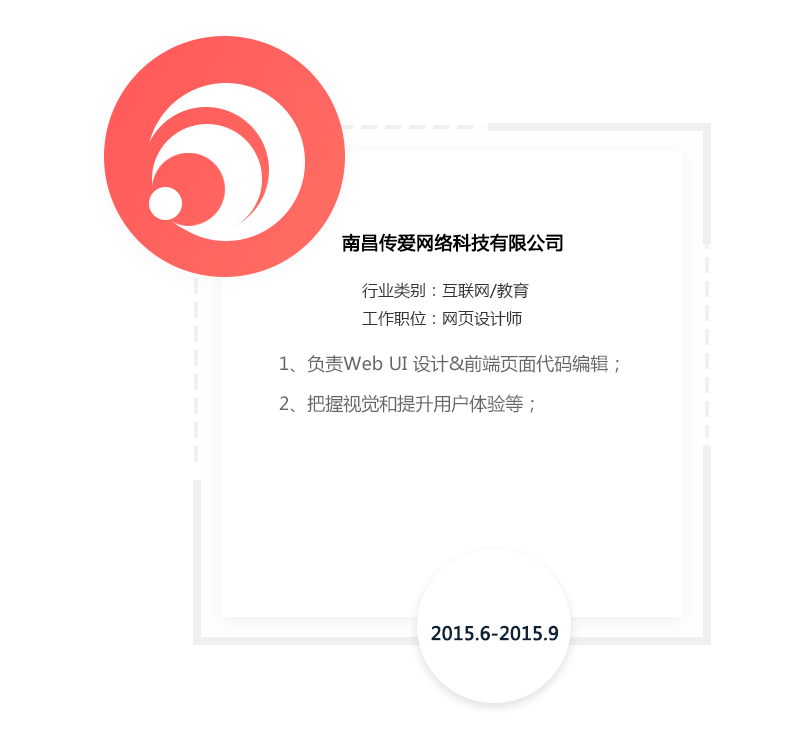 南昌传爱网络科技有限公司
行业类别：互联网/教育
工作职位：网页设计师
1、负责Web UI 设计&前端页面代码编辑；
2、把握视觉和提升用户体验等；
2015.6-2015.9